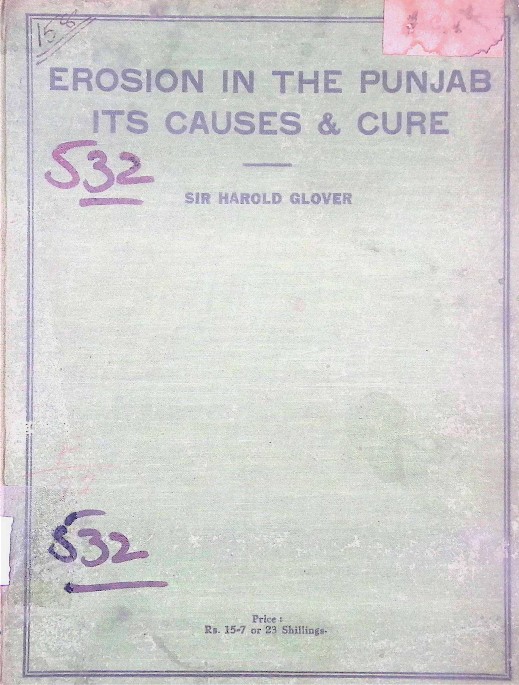 158
EROSION IN THE PUNJAB
ITS CAUSES & CURE
532
SIR HAROLD GLOVER
532
Price :
Rs. 15-7 or 23 Shillings.